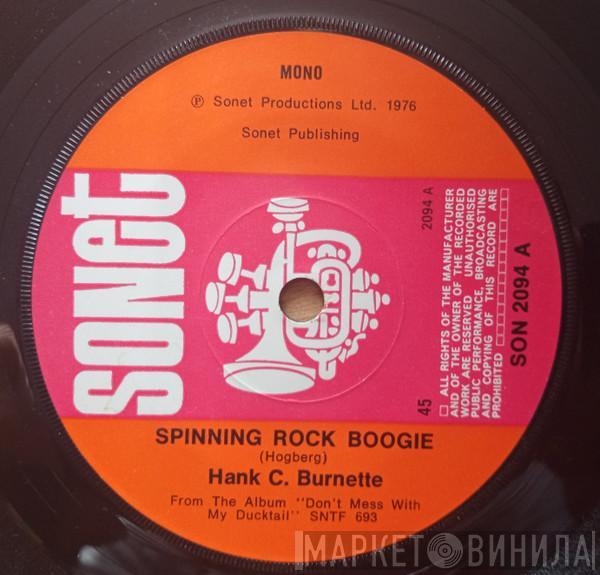 MONO
℗ Sonet Productions Ltd. 1976
Sonet Publishing
sonet
2094 A
ALL RIGHTS OF THE MANUFACTURER
AND OF THE OWNER OF THE RECORDED
WORK ARE RESERVED UNAUTHORISED
PUBLIC PERFORMANCE, BROADCASTING
AND COPYING OF THIS RECORD ARE
PROHIBITED
45
SON 2094 A
SPINNING ROCK BOOGIE
(Hogberg)
Hank C. Burnette
From The Album "Don't Mess With
My Ducktail" SNTF 693
МАРКЕТ ВИНИЛА